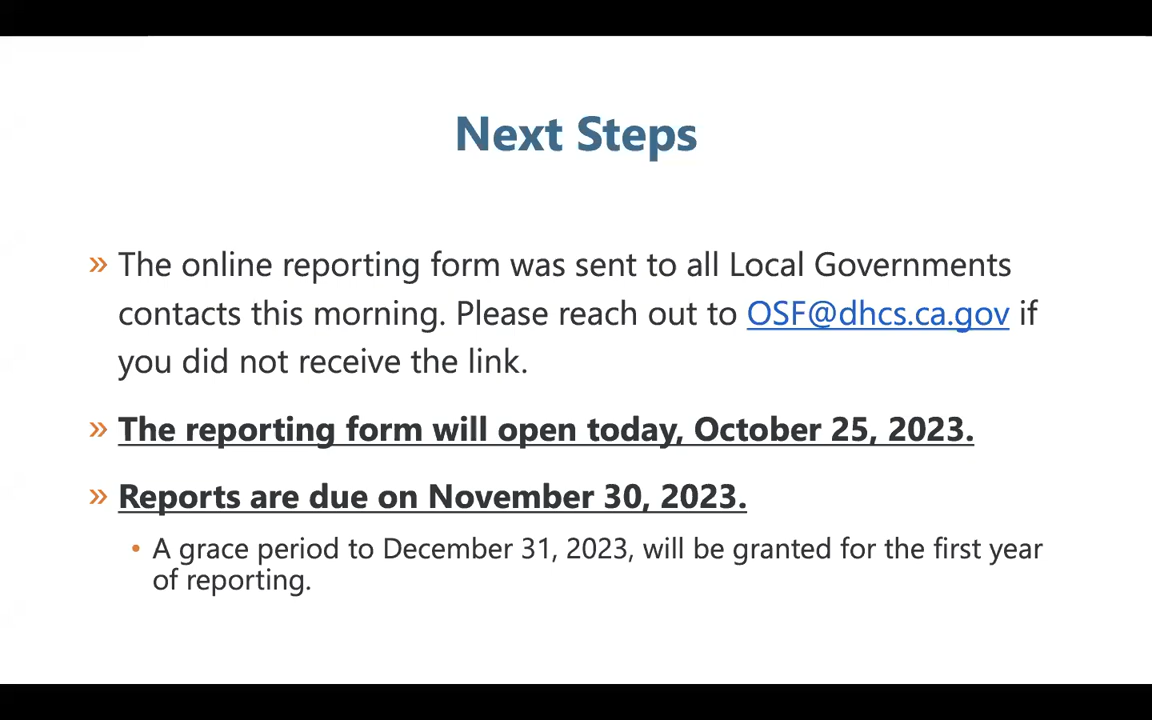 Next Steps
» The online reporting form was sent to all Local Governments
contacts this morning. Please reach out to OSF@dhcs.ca.gov if
you did not receive the link.
» The reporting form will open today, October 25, 2023.
» Reports are due on November 30, 2023.
• A grace period to December 31, 2023, will be granted for the first year
of reporting.